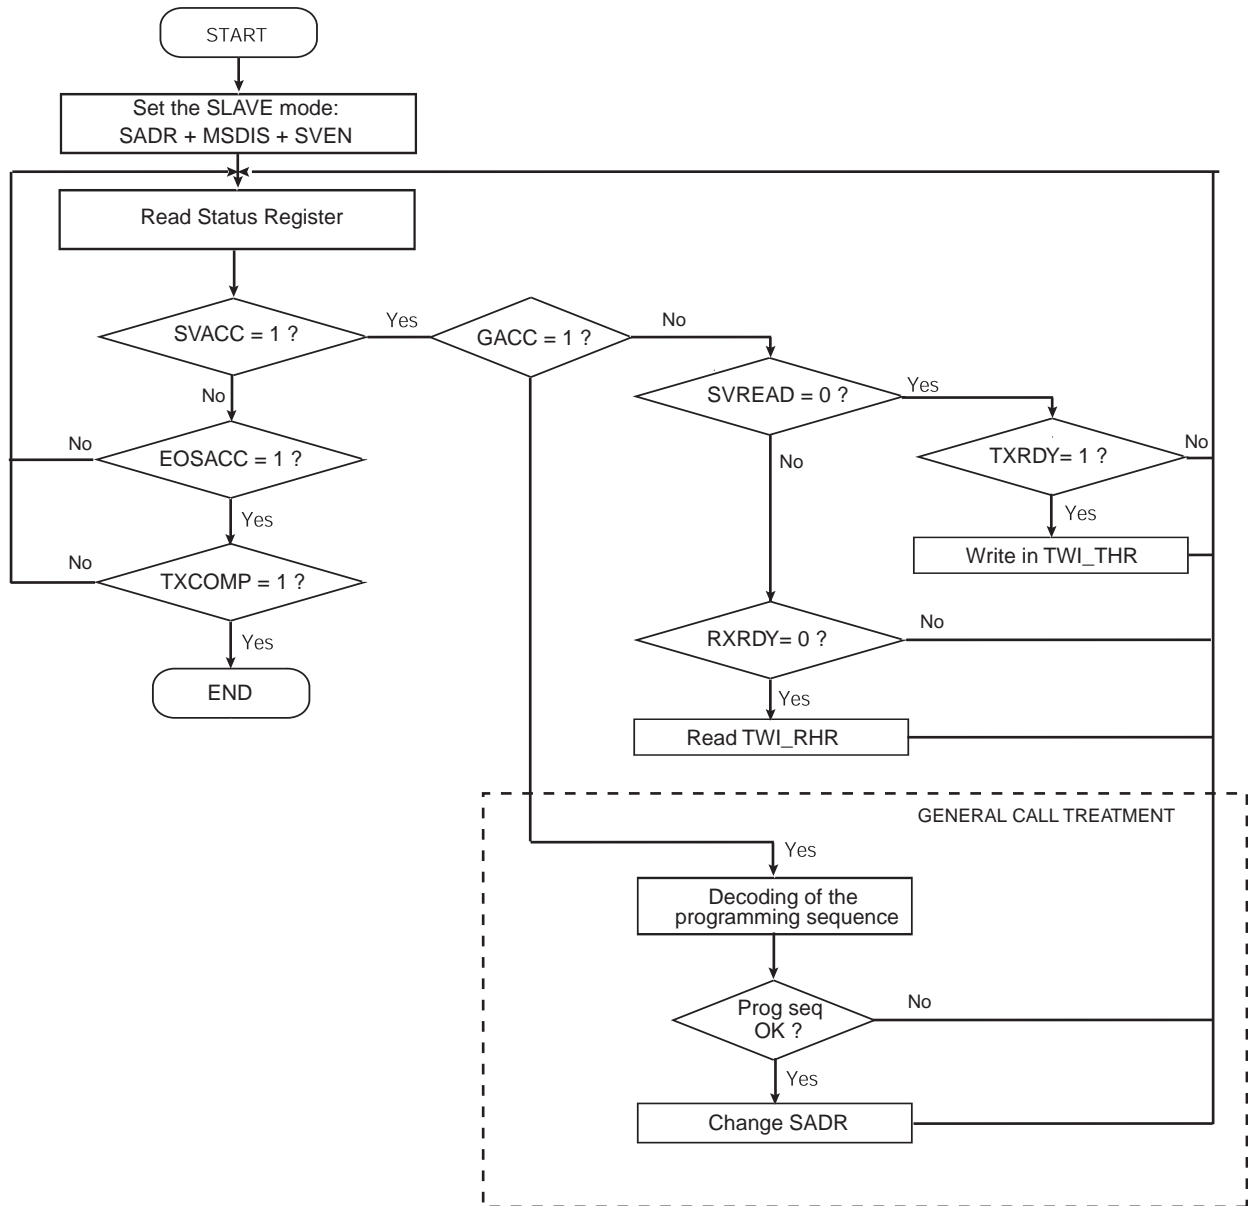 START
Set the SLAVE mode:
SADR + MSDIS + SVEN
Read Status Register
SVACC = 1 ?
Yes
GACC = 1 ?
No
SVREAD = 0 ?
Yes
No
No
EOSACC = 1 ?
No
TXRDY= 1 ?
No
Yes
Yes
Write in TWI_THR
No
TXCOMP = 1 ?
Yes
RXRDY= 0 ?
No
END
Yes
Read TWI_RHR
GENERAL CALL TREATMENT
Yes
Decoding of the
programming sequence
Prog seq
OK ?
No
Yes
Change SADR